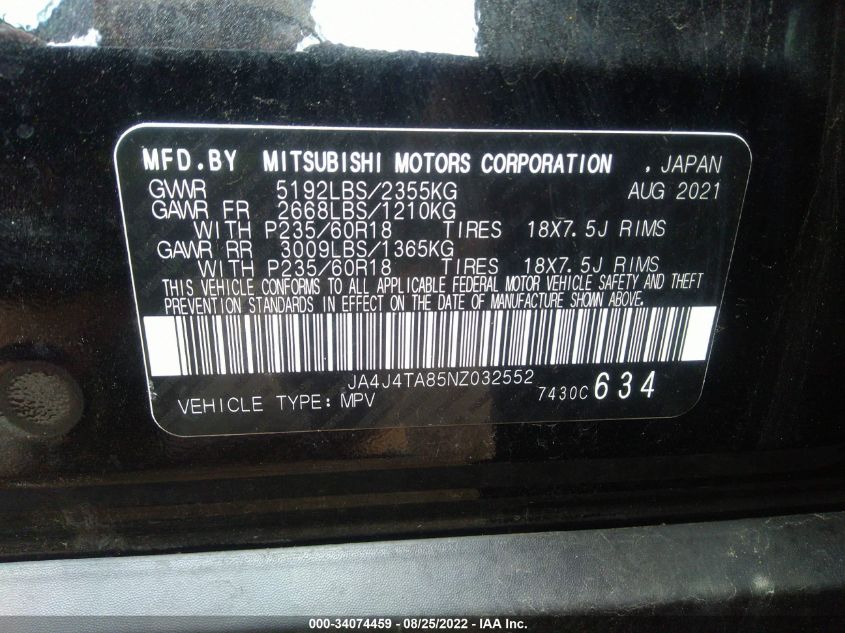 MFD.BY MITSUBISHI MOTORS CORPORATION , JAPAN
GVWR 5192LBS/2355KG AUG 2021
GAWR FR 2668LBS/1210KG
WITH P235/60R18 TIRES 18X7.5J RIMS
GAWR RR 3009LBS/1365KG
WITH P235/60R18 TIRES 18X7.5J RIMS
THIS VEHICLE CONFORMS TO ALL APPLICABLE FEDERAL MOTOR VEHICLE SAFETY AND THEFT
PREVENTION STANDARDS IN EFFECT ON THE DATE OF MANUFACTURE SHOWN ABOVE.
JA4J4TA85NZ032552
VEHICLE TYPE: MPV 7430C 634
000-34074459 - 08/25/2022 - IAA Inc.